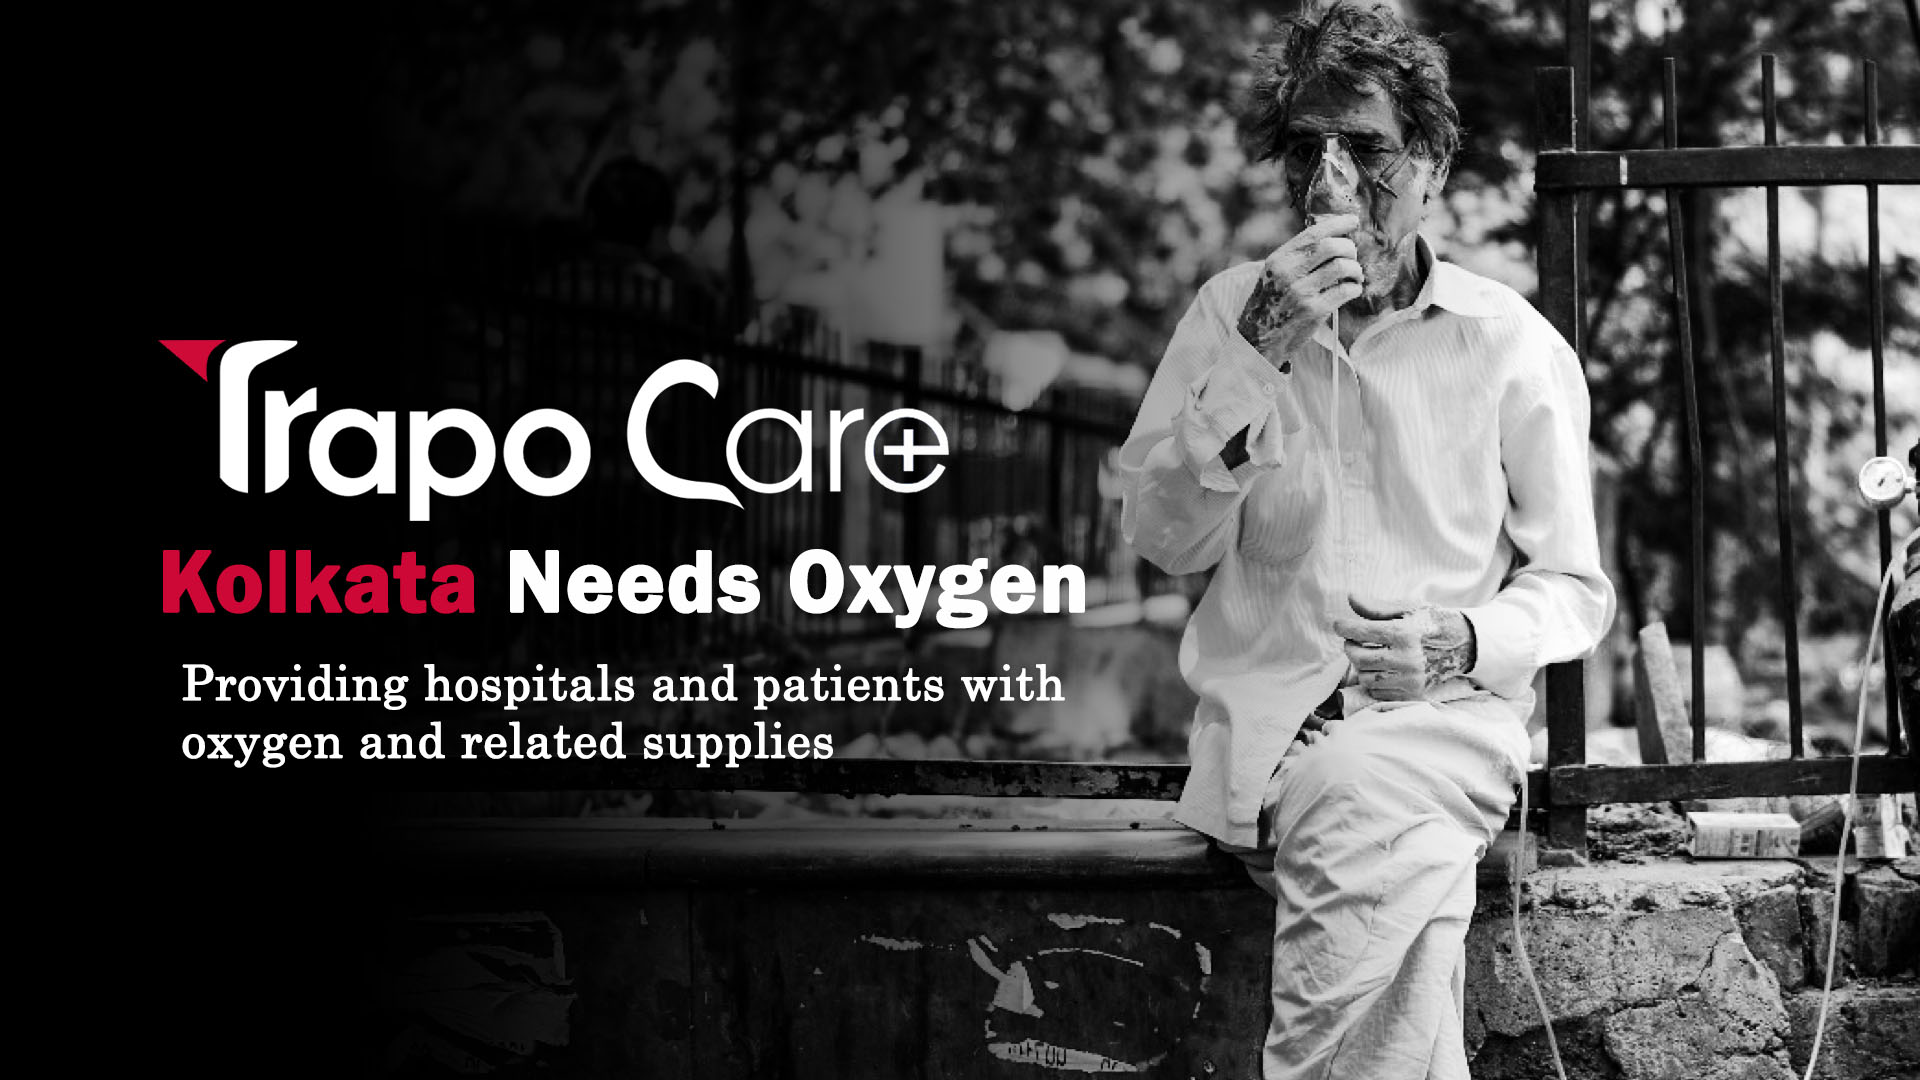 Trapo Care
Kolkata Needs Oxygen
Providing hospitals and patients with
oxygen and related supplies